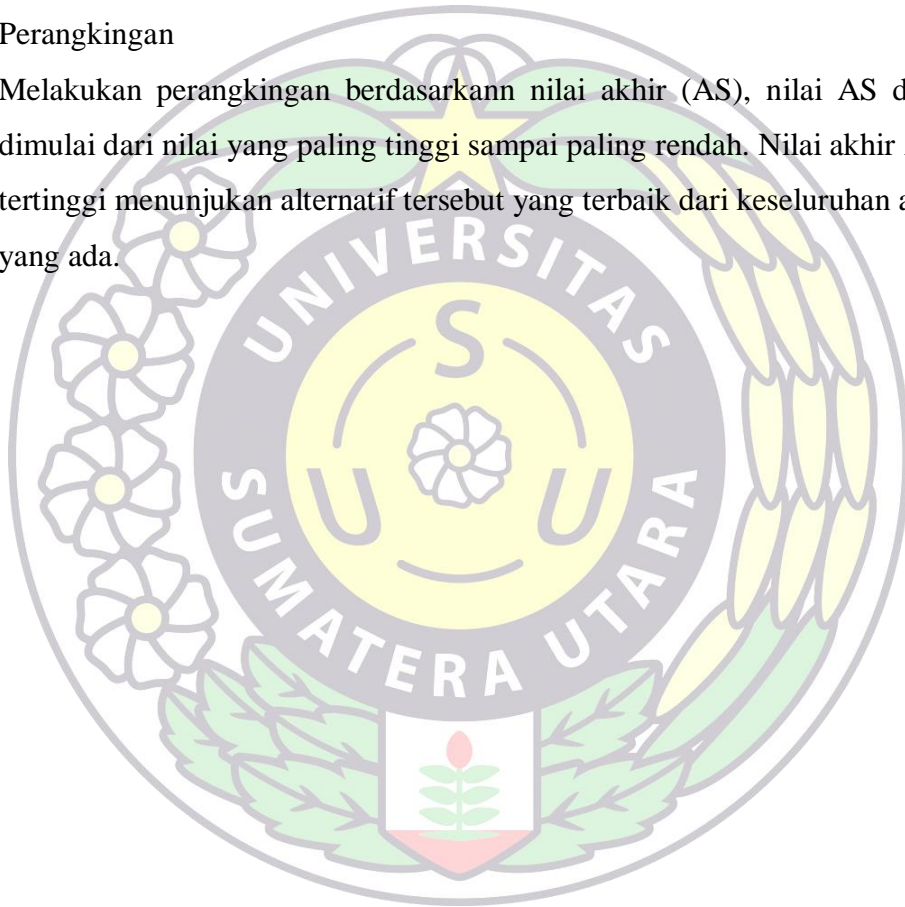 Perangkingan
Melakukan perangkingan berdasarkann nilai akhir (AS), nilai AS d
dimulai dari nilai yang paling tinggi sampai paling rendah. Nilai akhir
tertinggi menunjukan alternatif tersebut yang terbaik dari keseluruhan a
yang ada.
UNIVERSITAS
S
U U
SUMATERA UTARA